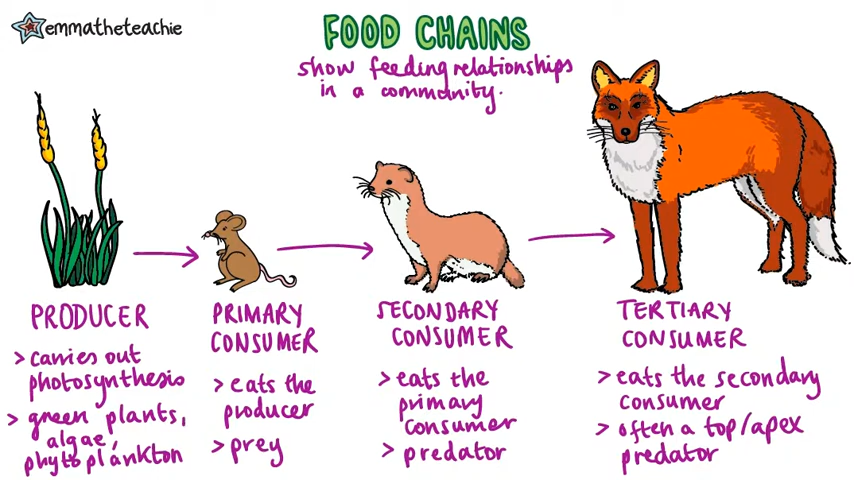 emmatheteachie
FOOD CHAINS
show feeding relationships
in a community.
PRODUCER
> carries out
photosynthesis
> green plants,
algae,
phytoplankton
PRIMARY
CONSUMER
> eats the
producer
> prey
SECONDARY
CONSUMER
> eats the
primary
consumer
> predator
TERTIARY
CONSUMER
> eats the secondary
consumer
> often a top/apex
predator